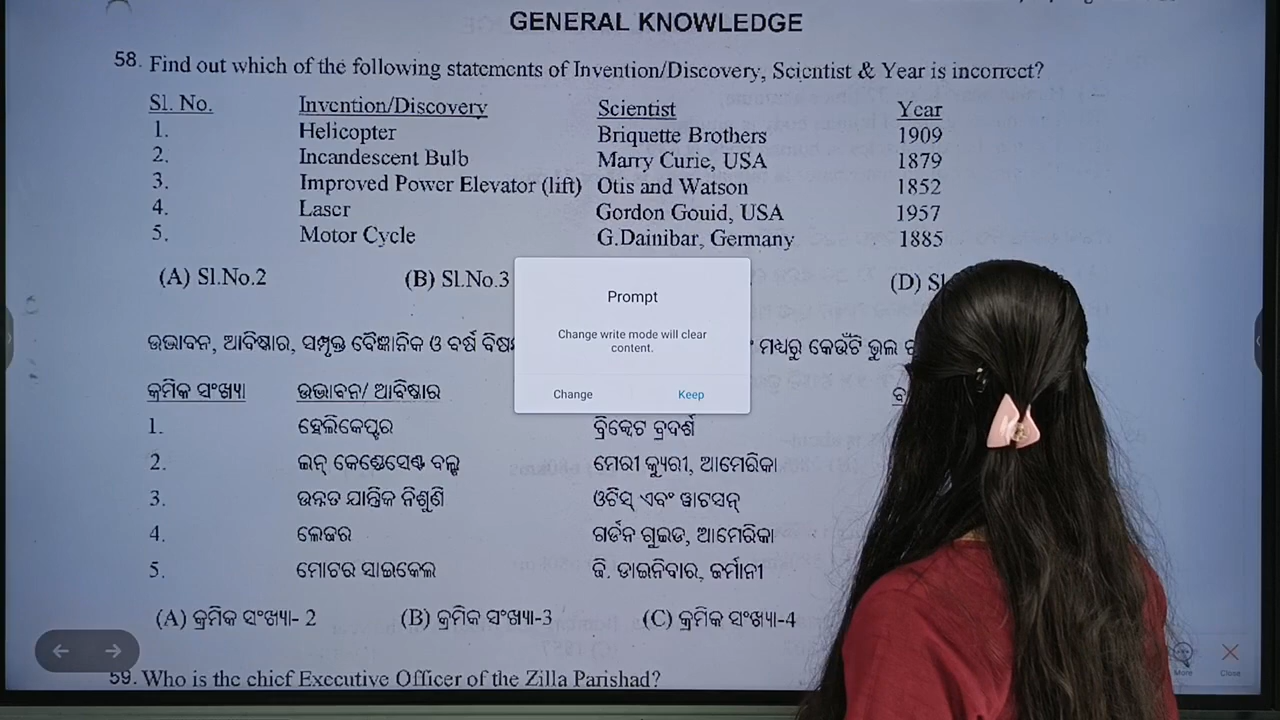 GENERAL KNOWLEDGE
58. Find out which of the following statements of Invention/Discovery, Scientist & Year is incorrect?
Sl. No. Invention/Discovery Scientist Year
1. Helicopter Briquette Brothers 1909
2. Incandescent Bulb Marry Curie, USA 1879
3. Improved Power Elevator (lift) Otis and Watson 1852
4. Laser Gordon Gouid, USA 1957
5. Motor Cycle G.Dainibar, Germany 1885
(A) Sl.No.2 (B) Sl.No.3 (D)
Prompt
Change write mode will clear
content.
Change Keep
ଉଦ୍ଭାବନ, ଆବିଷ୍କାର, ସମ୍ପୃକ୍ତ ବୈଜ୍ଞାନିକ ଓ ବର୍ଷ ମଧ୍ୟରୁ କେଉଁଟି ଭୁଲ
କ୍ରମିକ ସଂଖ୍ୟା ଉଦ୍ଭାବନ/ ଆବିଷ୍କାର
1. ହେଲିକେପ୍ଟର ବ୍ରିକ୍ୱେଟ ବ୍ରଦର୍ଶ
2. ଇନ୍ କେଣ୍ଡେସେଣ୍ଟ ବଲ୍ବ ମେରୀ କ୍ୟୁରୀ, ଆମେରିକା
3. ଉନ୍ନତ ଯାନ୍ତ୍ରିକ ନିଶୁଣି ଓଟିସ୍ ଏବଂ ୱାଟସନ୍
4. ଲେଜର ଗର୍ଡନ ଗୁଇଡ, ଆମେରିକା
5. ମୋଟର ସାଇକେଲ ଜି. ଡାଇନିବାର, ଜର୍ମାନୀ
(A) କ୍ରମିକ ସଂଖ୍ୟା- 2 (B) କ୍ରମିକ ସଂଖ୍ୟା-3 (C) କ୍ରମିକ ସଂଖ୍ୟା-4
59. Who is the chief Executive Officer of the Zilla Parishad?
More Close